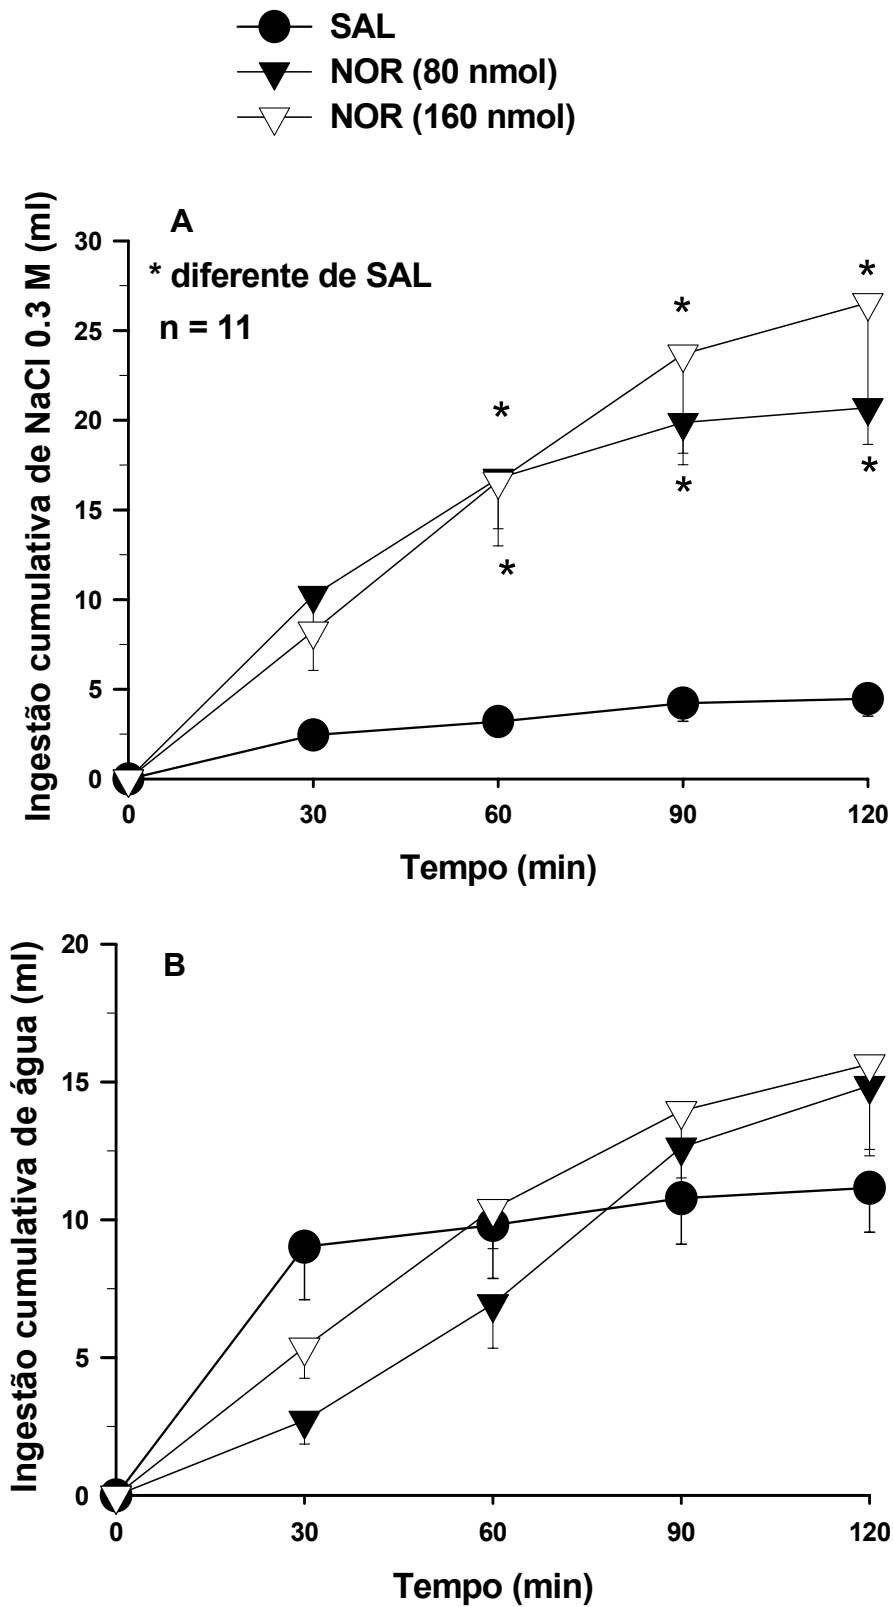 SAL
NOR (80 nmol)
NOR (160 nmol)
A
* diferente de SAL
n = 11
Ingestão cumulativa de NaCl 0.3 M (ml)
30
25
20
15
10
5
0
*
*
*
*
*
*
0 30 60 90 120
Tempo (min)
B
Ingestão cumulativa de água (ml)
20
15
10
5
0
0 30 60 90 120
Tempo (min)